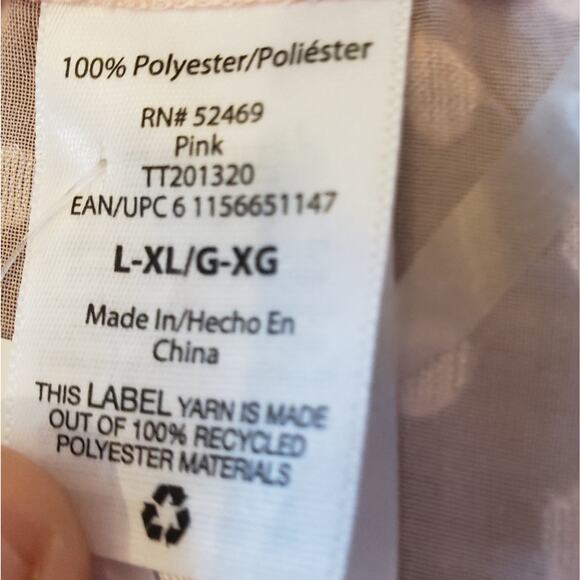 100% Polyester/Poliéster
RN# 52469
Pink
TT201320
EAN/UPC 6 1156651147
L-XL/G-XG
Made In/Hecho En
China
THIS LABEL YARN IS MADE
OUT OF 100% RECYCLED
POLYESTER MATERIALS